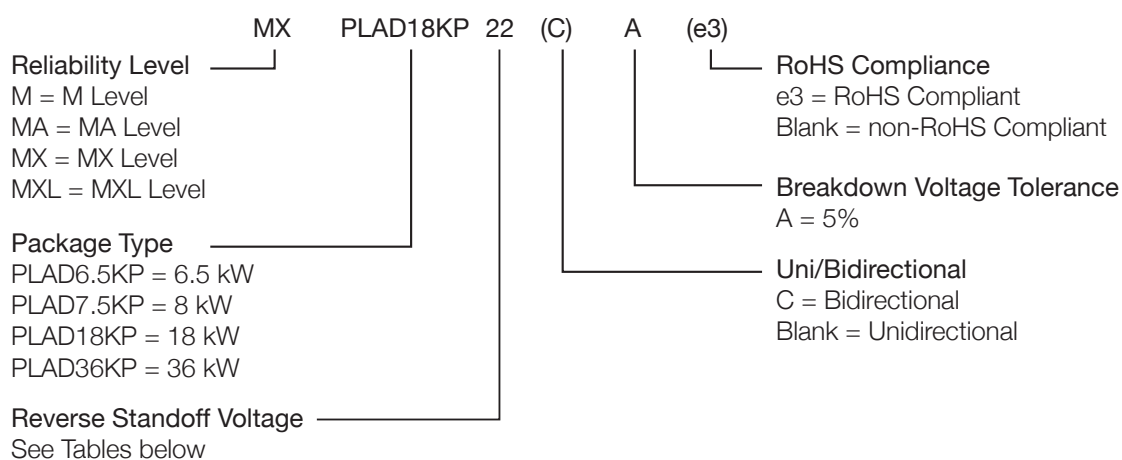 MX PLAD18KP 22 (C) A (e3)
Reliability Level
M = M Level
MA = MA Level
MX = MX Level
MXL = MXL Level
Package Type
PLAD6.5KP = 6.5 kW
PLAD7.5KP = 8 kW
PLAD18KP = 18 kW
PLAD36KP = 36 kW
Reverse Standoff Voltage
See Tables below
RoHS Compliance
e3 = RoHS Compliant
Blank = non-RoHS Compliant
Breakdown Voltage Tolerance
A = 5%
Uni/Bidirectional
C = Bidirectional
Blank = Unidirectional